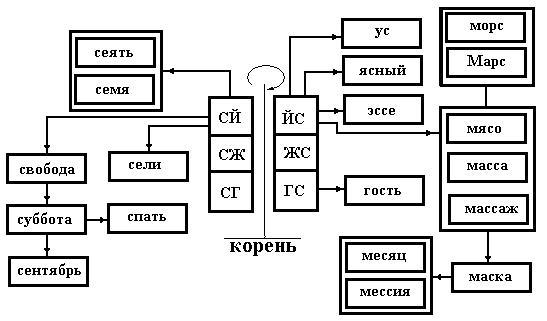 сеять
семя
свобода
суббота
сентябрь
сели
спать
СЙ
СЖ
СГ
ЙС
ЖС
ГС
корень
ус
ясный
эссе
гость
морс
Марс
мясо
масса
массаж
маска
месяц
мессия